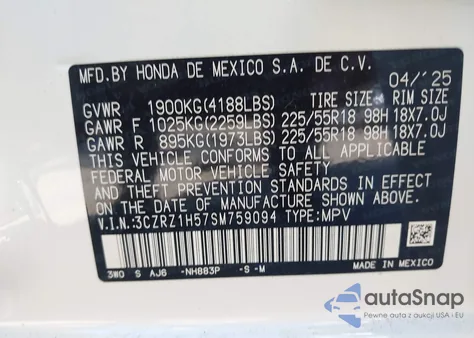 MFD.BY HONDA DE MEXICO S.A. DE C.V.
04/'25
GVWR 1900KG(4188LBS) TIRE SIZE RIM SIZE
GAWR F 1025KG(2259LBS) 225/55R18 98H 18X7.0J
GAWR R 895KG(1973LBS) 225/55R18 98H 18X7.0J
THIS VEHICLE CONFORMS TO ALL APPLICABLE
FEDERAL MOTOR VEHICLE SAFETY, BUMPER,
AND THEFT PREVENTION STANDARDS IN EFFECT
ON THE DATE OF MANUFACTURE SHOWN ABOVE.
V.I.N.:3CZRZ1H57SM759094 TYPE:MPV
3W0 S AJ6 -NH883P -S -M
MADE IN MEXICO
autoSnap
Pewne auta z USA i EU